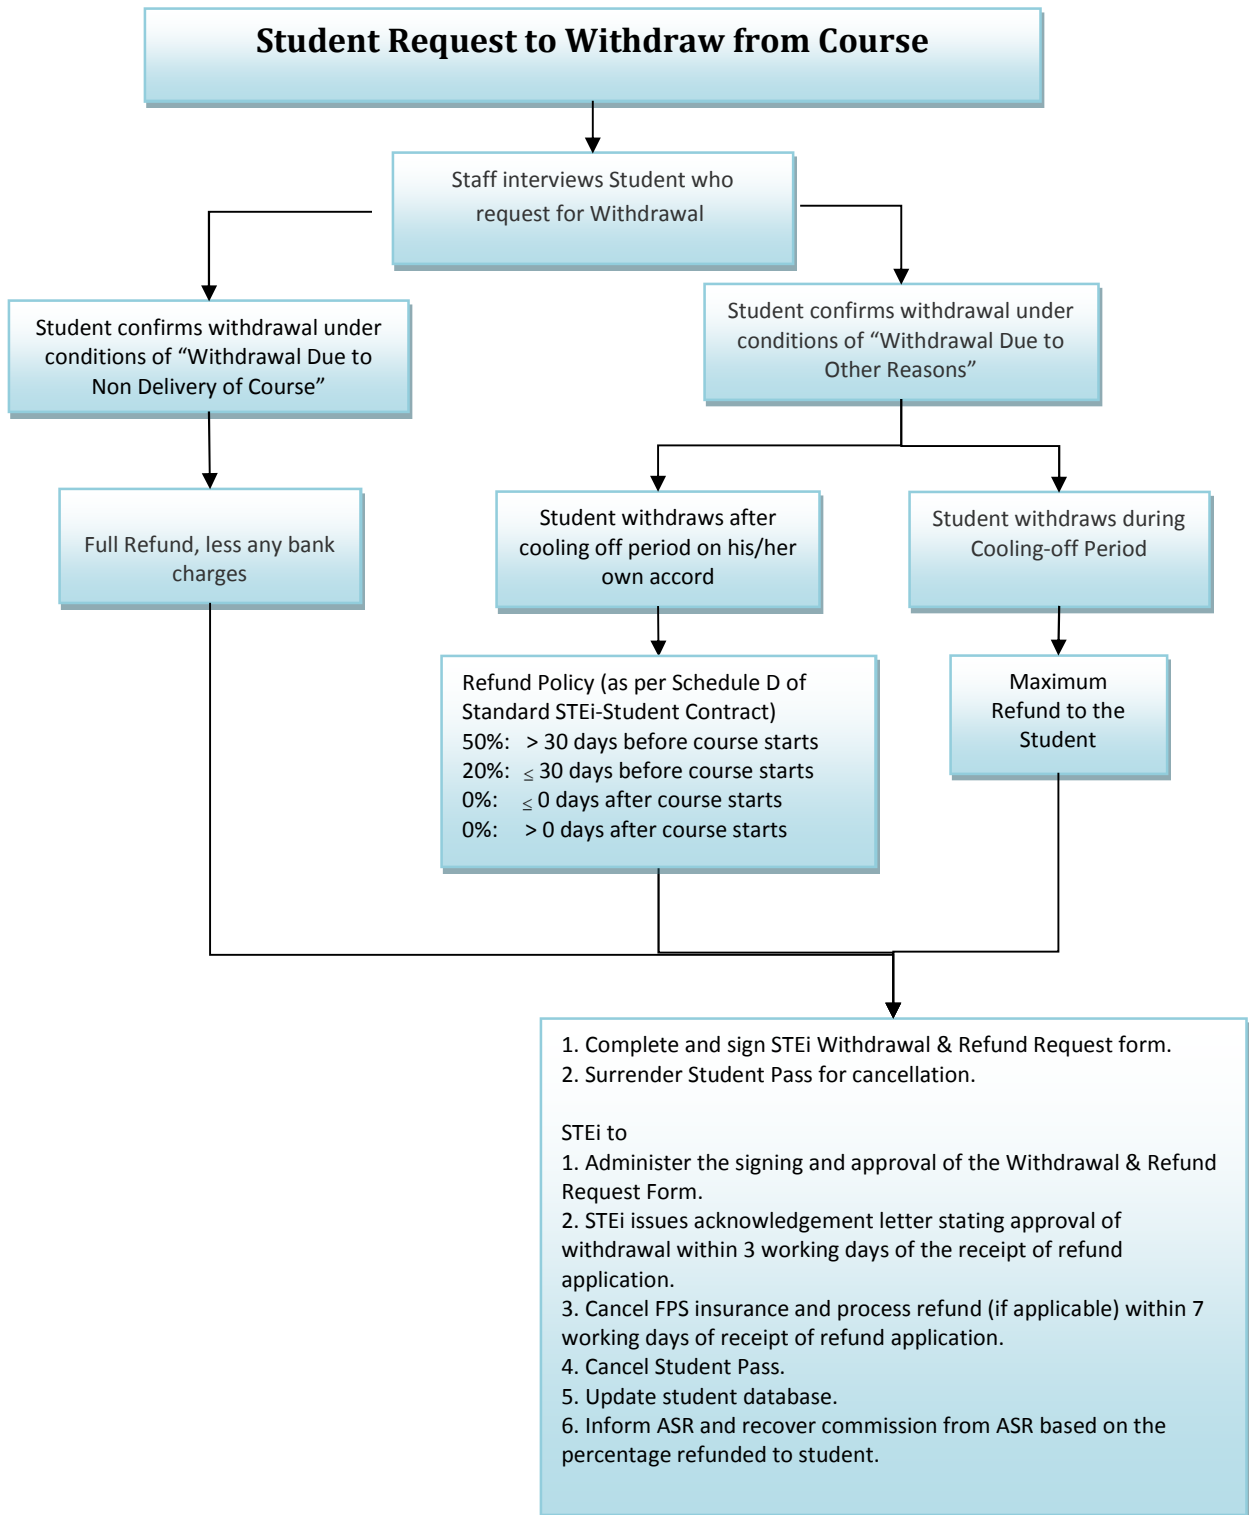 Student Request to Withdraw from Course
Staff interviews Student who
request for Withdrawal
Student confirms withdrawal under
conditions of “Withdrawal Due to
Non Delivery of Course”
Student confirms withdrawal under
conditions of “Withdrawal Due to
Other Reasons”
Full Refund, less any bank
charges
Student withdraws after
cooling off period on his/her
own accord
Student withdraws during
Cooling-off Period
Refund Policy (as per Schedule D of
Standard STEi-Student Contract)
50%: > 30 days before course starts
20%: ≤ 30 days before course starts
0%: ≤ 0 days after course starts
0%: > 0 days after course starts
Maximum
Refund to the
Student
1. Complete and sign STEi Withdrawal & Refund Request form.
2. Surrender Student Pass for cancellation.
STEi to
1. Administer the signing and approval of the Withdrawal & Refund
Request Form.
2. STEi issues acknowledgement letter stating approval of
withdrawal within 3 working days of the receipt of refund
application.
3. Cancel FPS insurance and process refund (if applicable) within 7
working days of receipt of refund application.
4. Cancel Student Pass.
5. Update student database.
6. Inform ASR and recover commission from ASR based on the
percentage refunded to student.